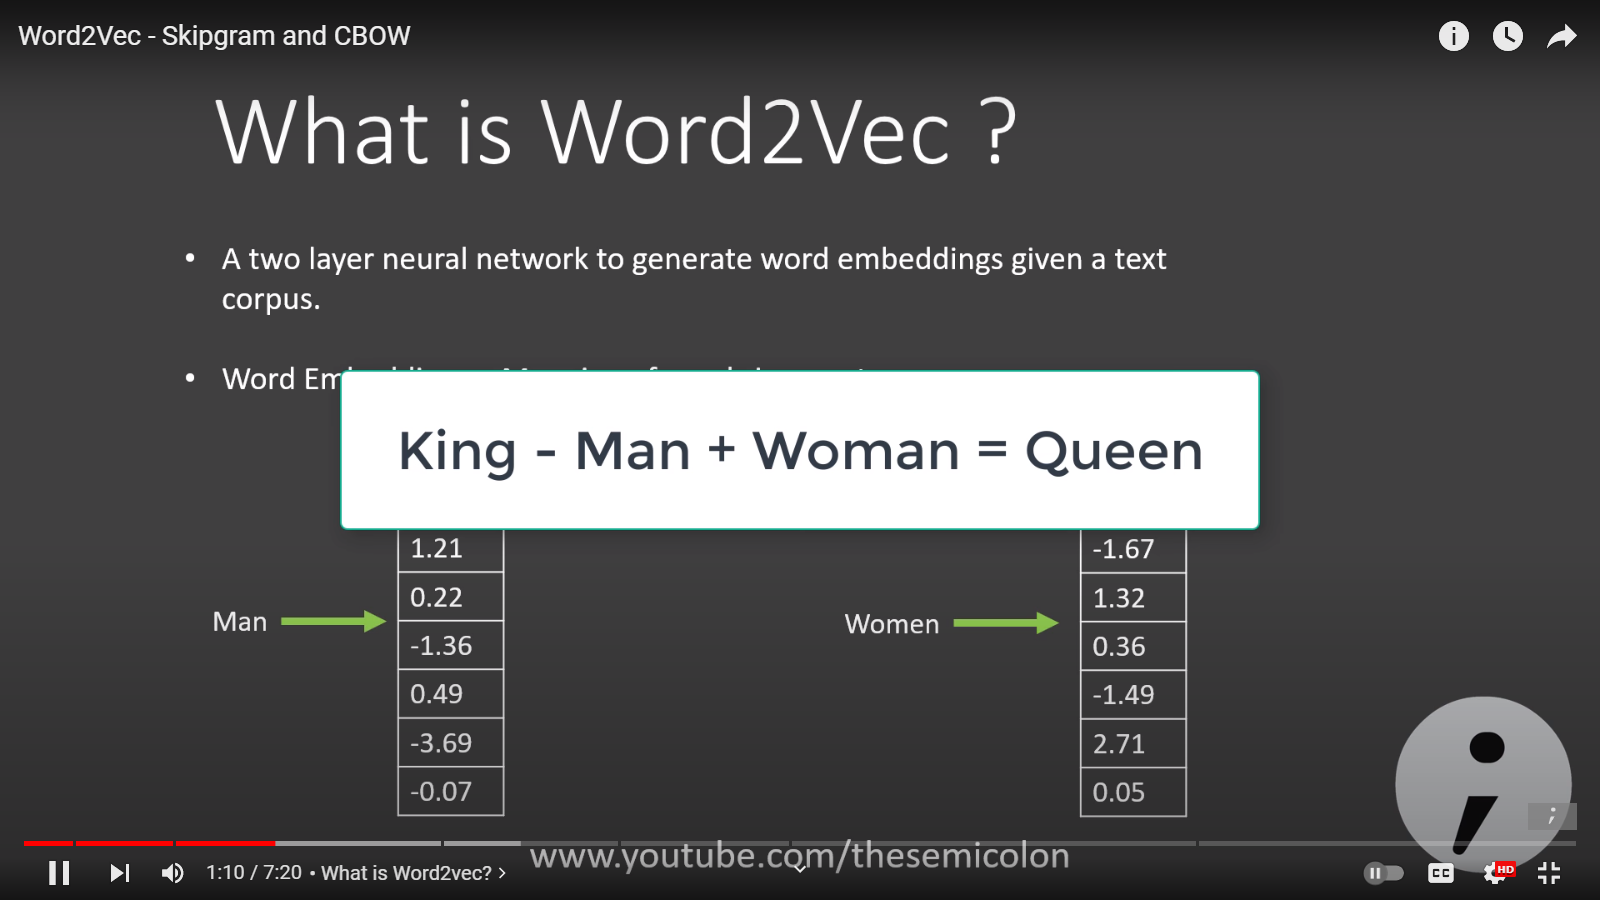 Word2Vec - Skipgram and CBOW
What is Word2Vec ?
• A two layer neural network to generate word embeddings given a text
corpus.
• Word
King - Man + Woman = Queen
1.21
0.22
-1.36
0.49
-3.69
-0.07
Man
-1.67
1.32
0.36
-1.49
2.71
0.05
Women
www.youtube.com/thesemicolon
1:10 / 7:20 • What is Word2vec? >
CC
HD